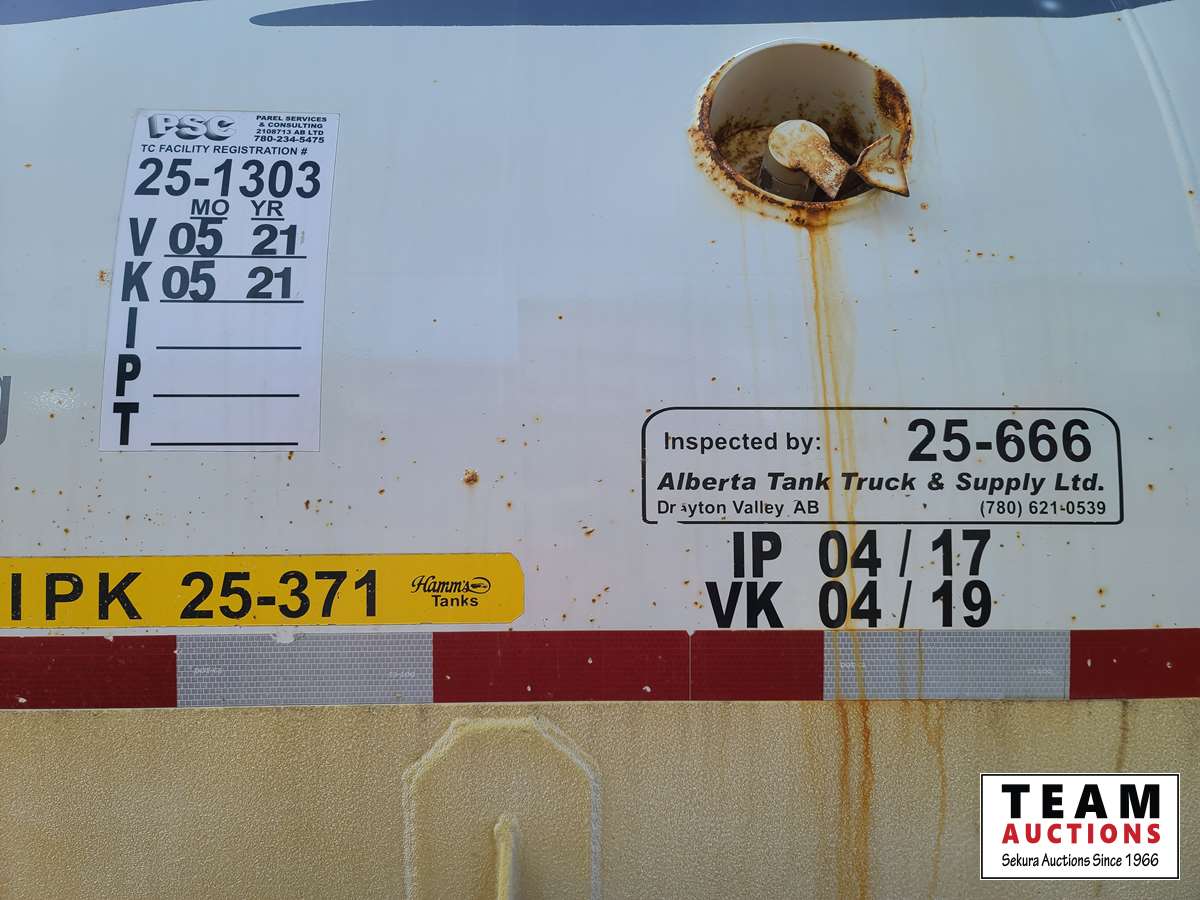 PSC
PAREL SERVICES
& CONSULTING
2108713 AB LTD
780-234-5475
TC FACILITY REGISTRATION #
25-1303
MO YR
V 05 21
K 05 21
I
P
T
Inspected by: 25-666
Alberta Tank Truck & Supply Ltd.
Drayton Valley, AB (780) 621-0539
IP 04 / 17
VK 04 / 19
IPK 25-371 Hamm's
Tanks
TEAM
AUCTIONS
Sekura Auctions Since 1966